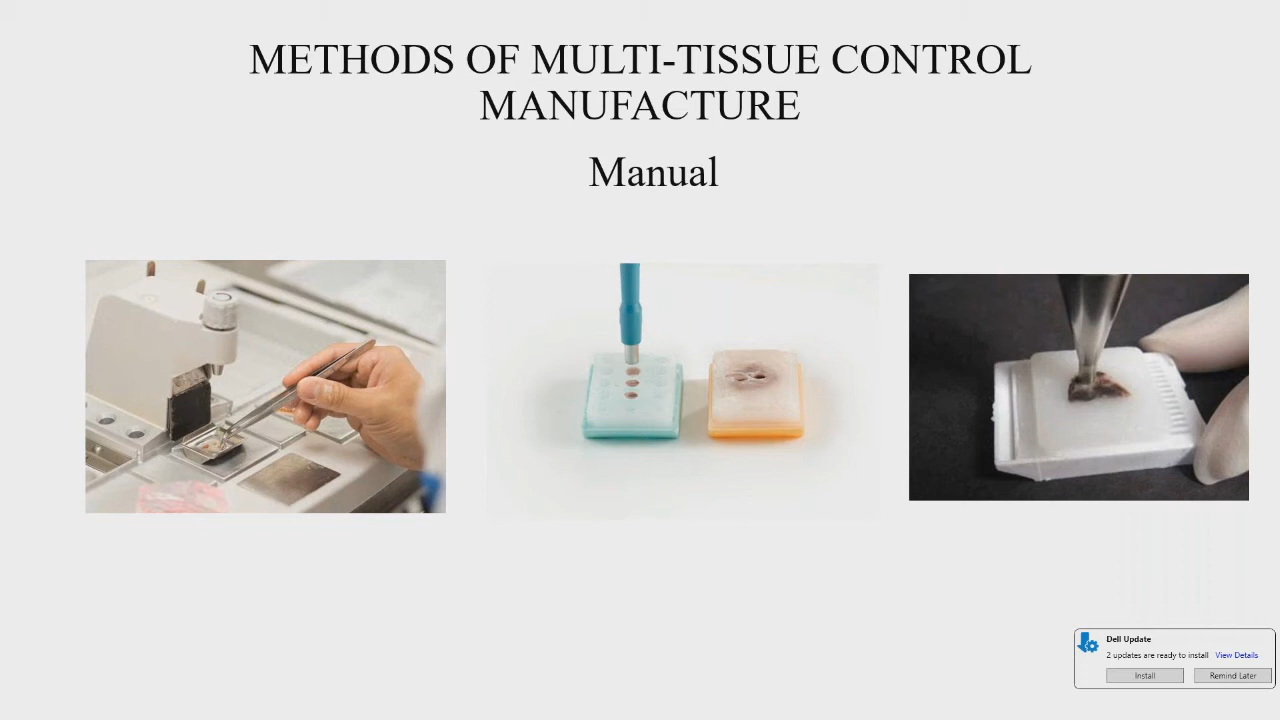 METHODS OF MULTI-TISSUE CONTROL
MANUFACTURE
Manual
Dell Update
2 updates are ready to install View Details
Install Remind Later